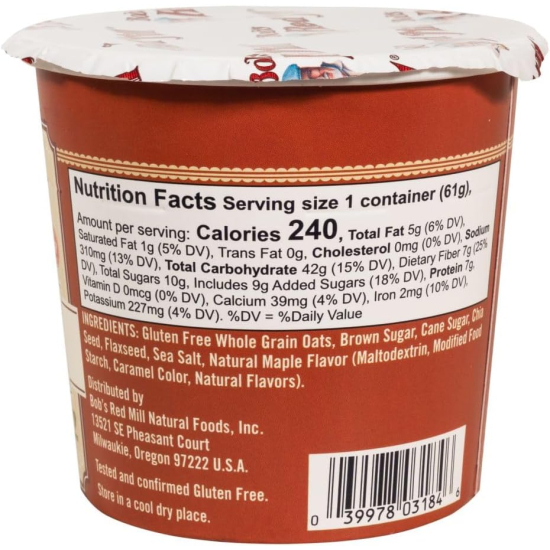 Bob's
Nutrition Facts Serving size 1 container (61g),
Amount per serving: Calories 240, Total Fat 5g (6% DV),
Saturated Fat 1g (5% DV), Trans Fat 0g, Cholesterol 0mg (0% DV), Sodium
310mg (13% DV), Total Carbohydrate 42g (15% DV), Dietary Fiber 7g (25%
DV), Total Sugars 10g, Includes 9g Added Sugars (18% DV), Protein 7g,
Vitamin D 0mcg (0% DV), Calcium 39mg (4% DV), Iron 2mg (10% DV),
Potassium 227mg (4% DV). %DV = %Daily Value
INGREDIENTS: Gluten Free Whole Grain Oats, Brown Sugar, Cane Sugar, Chia
Seed, Flaxseed, Sea Salt, Natural Maple Flavor (Maltodextrin, Modified Food
Starch, Caramel Color, Natural Flavors).
Distributed by
Bob's Red Mill Natural Foods, Inc.
13521 SE Pheasant Court
Milwaukie, Oregon 97222 U.S.A.
Tested and confirmed Gluten Free.
Store in a cool dry place.
0 39978 03184 6